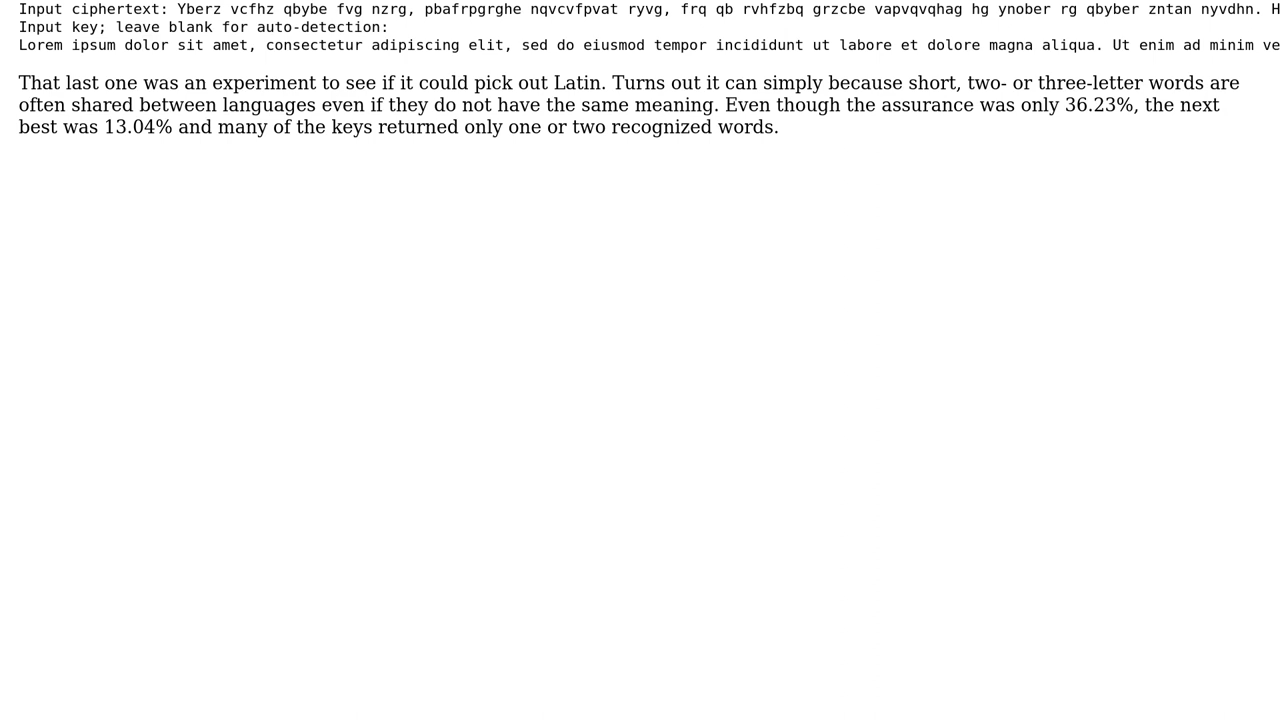 Input ciphertext: Yberz vcfhz qbybe fvg nzrg, pbafrpgrghe nqvcvfpvat ryvg, frq qb rvhfzbq grzcbe vapvqvqhag hg ynober rg qbyber zntan nyvdhn. H
Input key; leave blank for auto-detection:
Lorem ipsum dolor sit amet, consectetur adipiscing elit, sed do eiusmod tempor incididunt ut labore et dolore magna aliqua. Ut enim ad minim ve
That last one was an experiment to see if it could pick out Latin. Turns out it can simply because short, two- or three-letter words are
often shared between languages even if they do not have the same meaning. Even though the assurance was only 36.23%, the next
best was 13.04% and many of the keys returned only one or two recognized words.